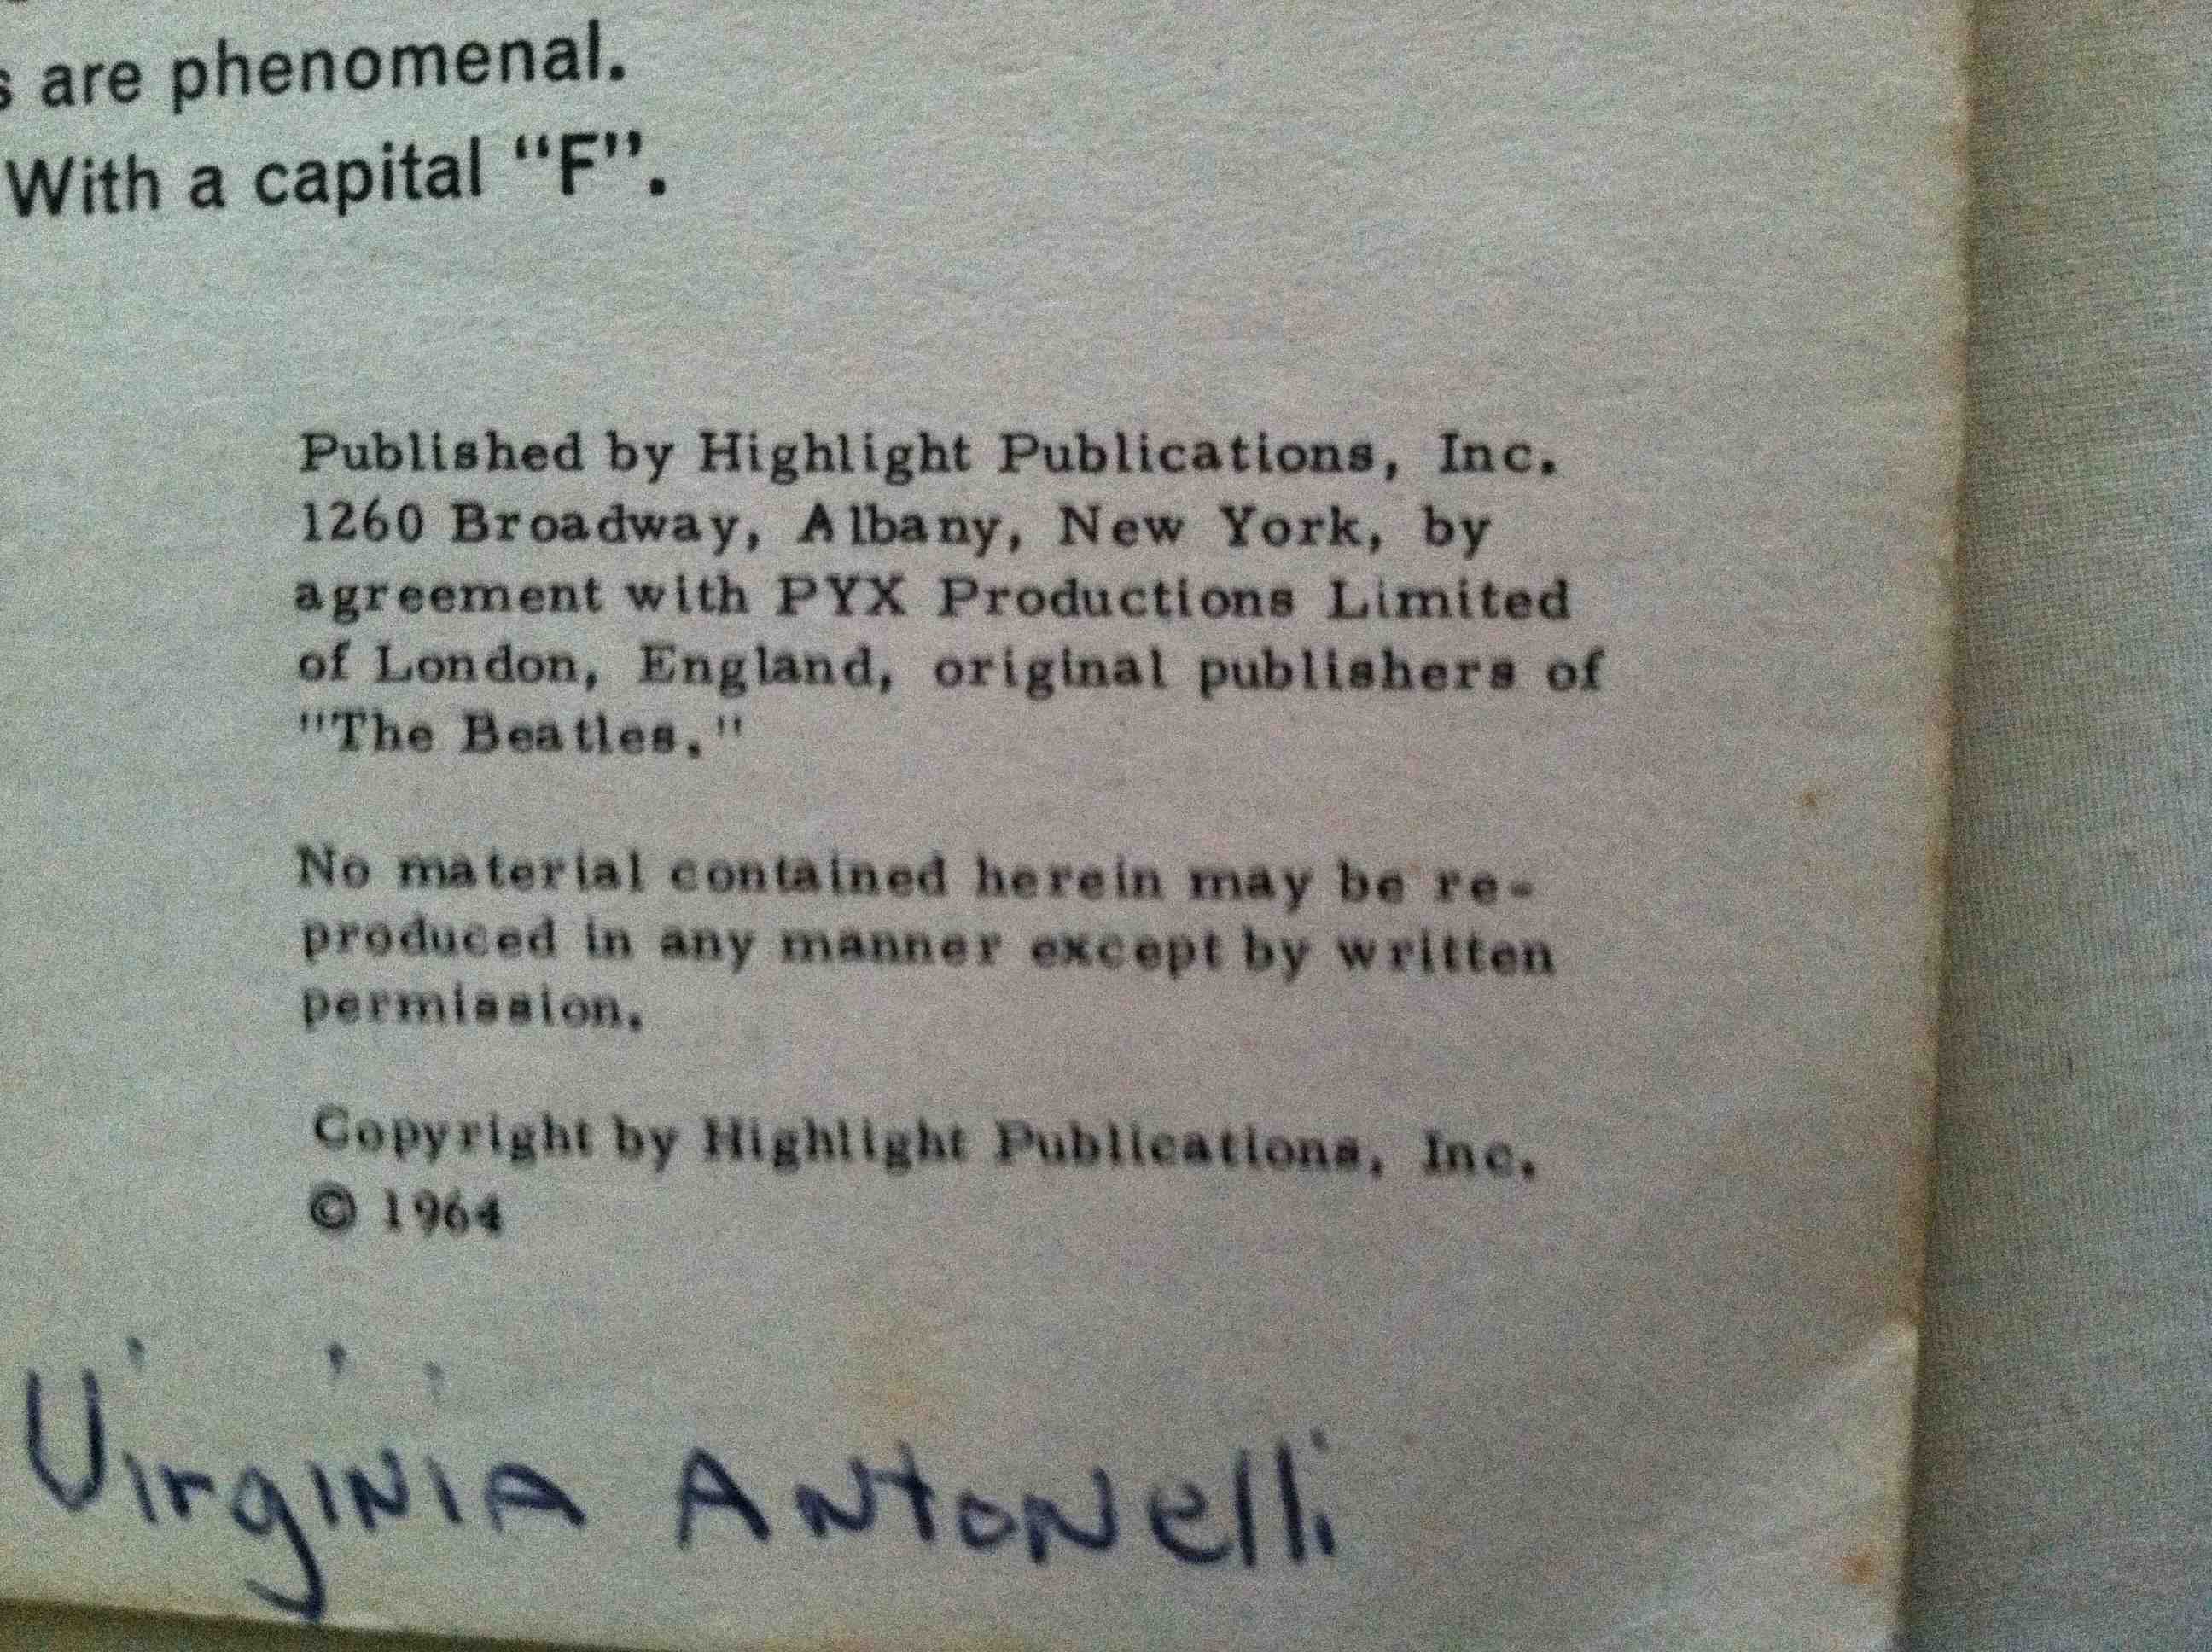 s are phenomenal.
With a capital “F”.
Published by Highlight Publications, Inc.
1260 Broadway, Albany, New York, by
agreement with PYX Productions Limited
of London, England, original publishers of
"The Beatles."
No material contained herein may be re-
produced in any manner except by written
permission.
Copyright by Highlight Publications, Inc.
© 1964
Virginia Antonelli